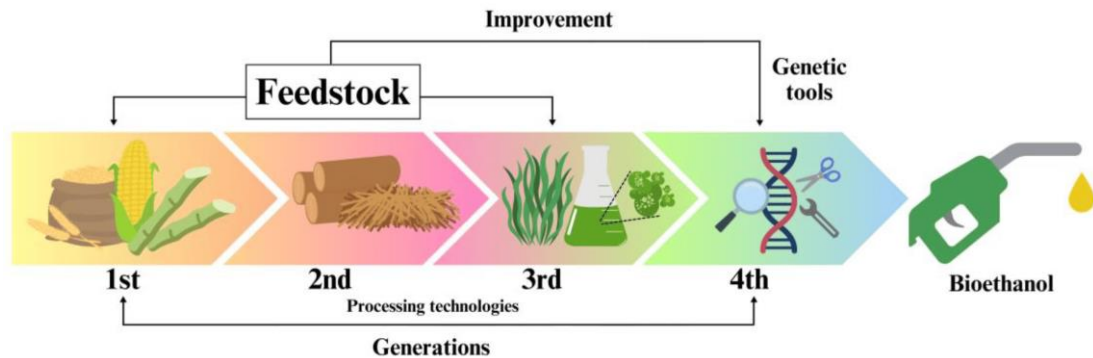 Improvement
Feedstock
Genetic
tools
1st
2nd
3rd
4th
Bioethanol
Processing technologies
Generations